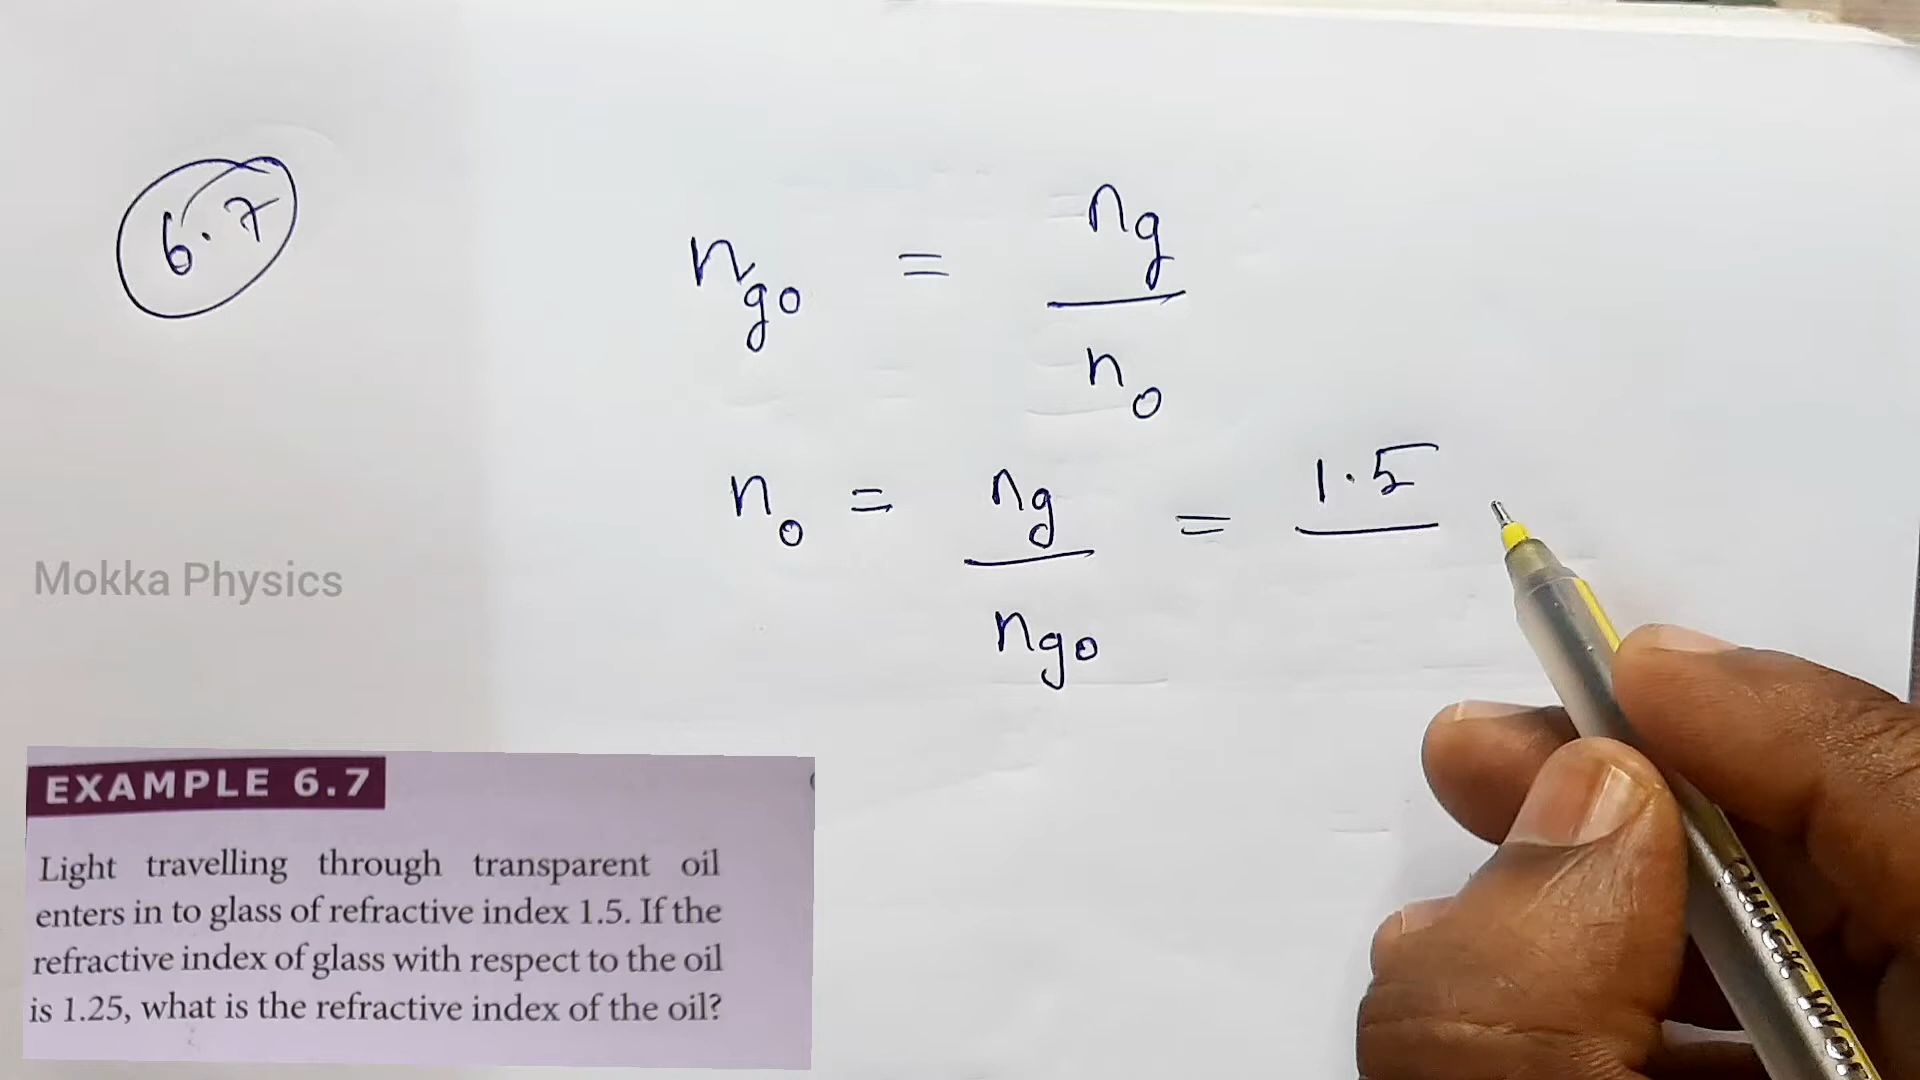 6.7
n_go = n_g / n_o
n_o = n_g / n_go = 1.5
Mokka Physics
EXAMPLE 6.7
Light travelling through transparent oil
enters in to glass of refractive index 1.5. If the
refractive index of glass with respect to the oil
is 1.25, what is the refractive index of the oil?